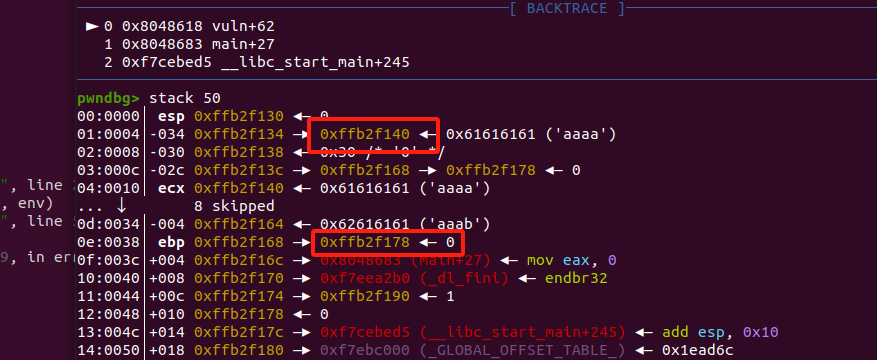 [ BACKTRACE ]
► 0 0x8048618 vuln+62
1 0x8048683 main+27
2 0xf7cebed5 __libc_start_main+245
pwndbg> stack 50
00:0000│ esp 0xffb2f130 ◂— 0
01:0004│-034 0xffb2f134 —▸ 0xffb2f140 ◂— 0x61616161 ('aaaa')
02:0008│-030 0xffb2f138 ◂— 0x30 /* '0' */
03:000c│-02c 0xffb2f13c —▸ 0xffb2f168 —▸ 0xffb2f178 ◂— 0
04:0010│ ecx 0xffb2f140 ◂— 0x61616161 ('aaaa')
", line
... ↓ 8 skipped
, env)
0d:0034│-004 0xffb2f164 ◂— 0x62616161 ('aaab')
", line
0e:0038│ ebp 0xffb2f168 —▸ 0xffb2f178 ◂— 0
9, in err
0f:003c│+004 0xffb2f16c —▸ 0x8048683 (main+27) ◂— mov eax, 0
10:0040│+008 0xffb2f170 —▸ 0xf7eea2b0 (_dl_fini) ◂— endbr32
11:0044│+00c 0xffb2f174 —▸ 0xffb2f190 ◂— 1
12:0048│+010 0xffb2f178 ◂— 0
13:004c│+014 0xffb2f17c —▸ 0xf7cebed5 (__libc_start_main+245) ◂— add esp, 0x10
14:0050│+018 0xffb2f180 —▸ 0xf7ebc000 (_GLOBAL_OFFSET_TABLE_) ◂— 0x1ead6c